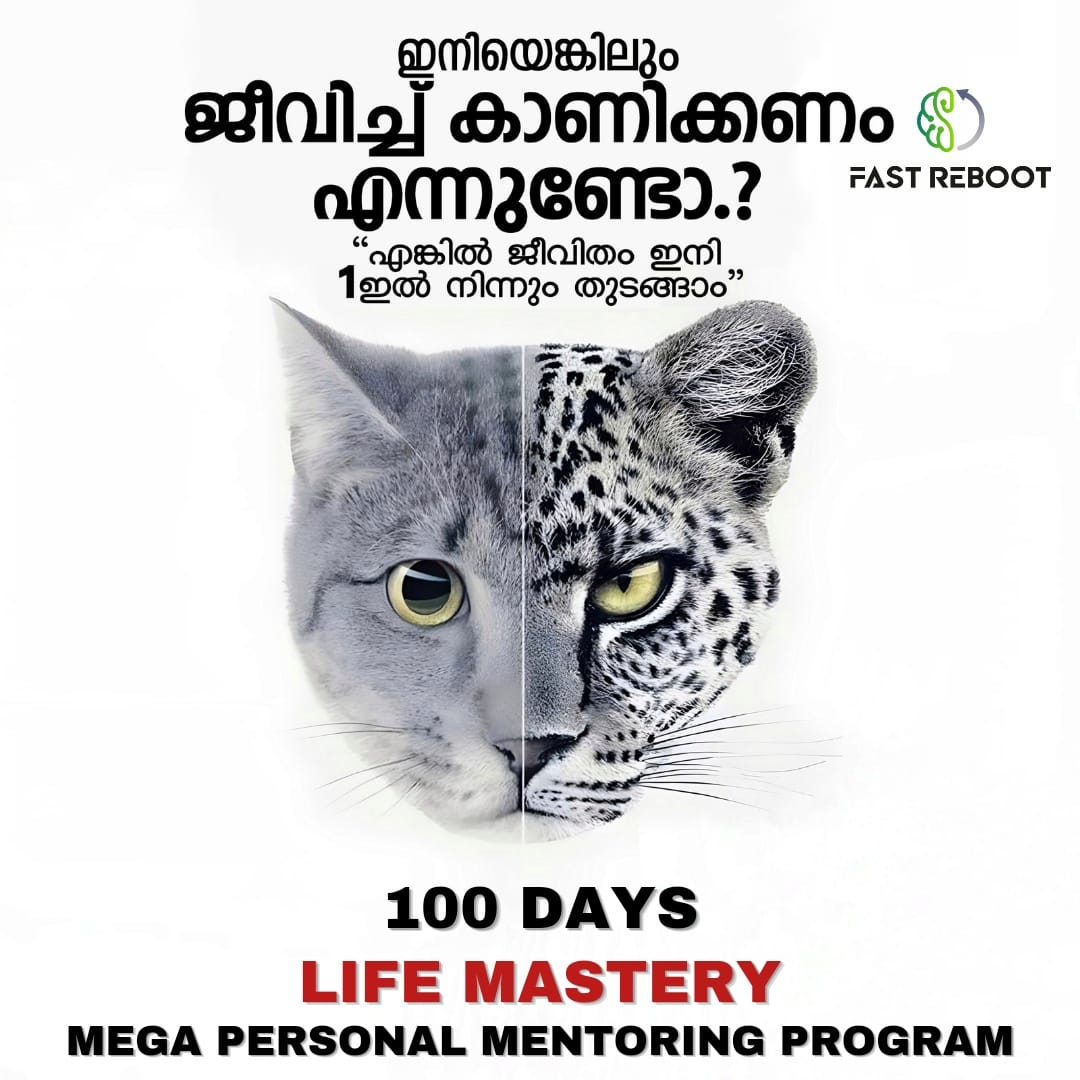 ഇനിയെങ്കിലും
ജീവിച്ച് കാണിക്കണം
എന്നുണ്ടോ.?
“എങ്കിൽ ജീവിതം ഇനി
1ഇൽ നിന്നും തുടങ്ങാം”
FAST REBOOT
100 DAYS
LIFE MASTERY
MEGA PERSONAL MENTORING PROGRAM